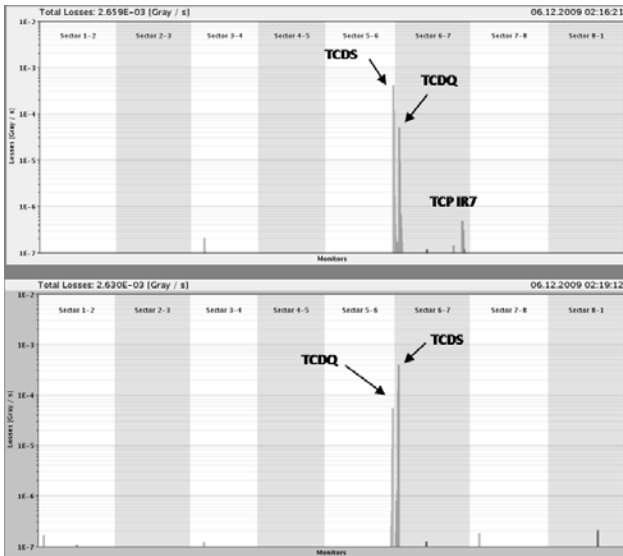 Total Losses: 2.659E-03 (Gray / s) 06.12.2009 02:16:21
1E-2
Sector 1-2 Sector 2-3 Sector 3-4 Sector 4-5 Sector 5-6 Sector 6-7 Sector 7-8 Sector 8-1
TCDS
1E-3
TCDQ
1E-4
Losses (Gray / s)
1E-5
1E-6
TCP IR7
1E-7
Monitors
Total Losses: 2.630E-03 (Gray / s) 06.12.2009 02:19:12
1E-2
Sector 1-2 Sector 2-3 Sector 3-4 Sector 4-5 Sector 5-6 Sector 6-7 Sector 7-8 Sector 8-1
1E-3
TCDS
TCDQ
1E-4
Losses (Gray / s)
1E-5
1E-6
1E-7
Monitors